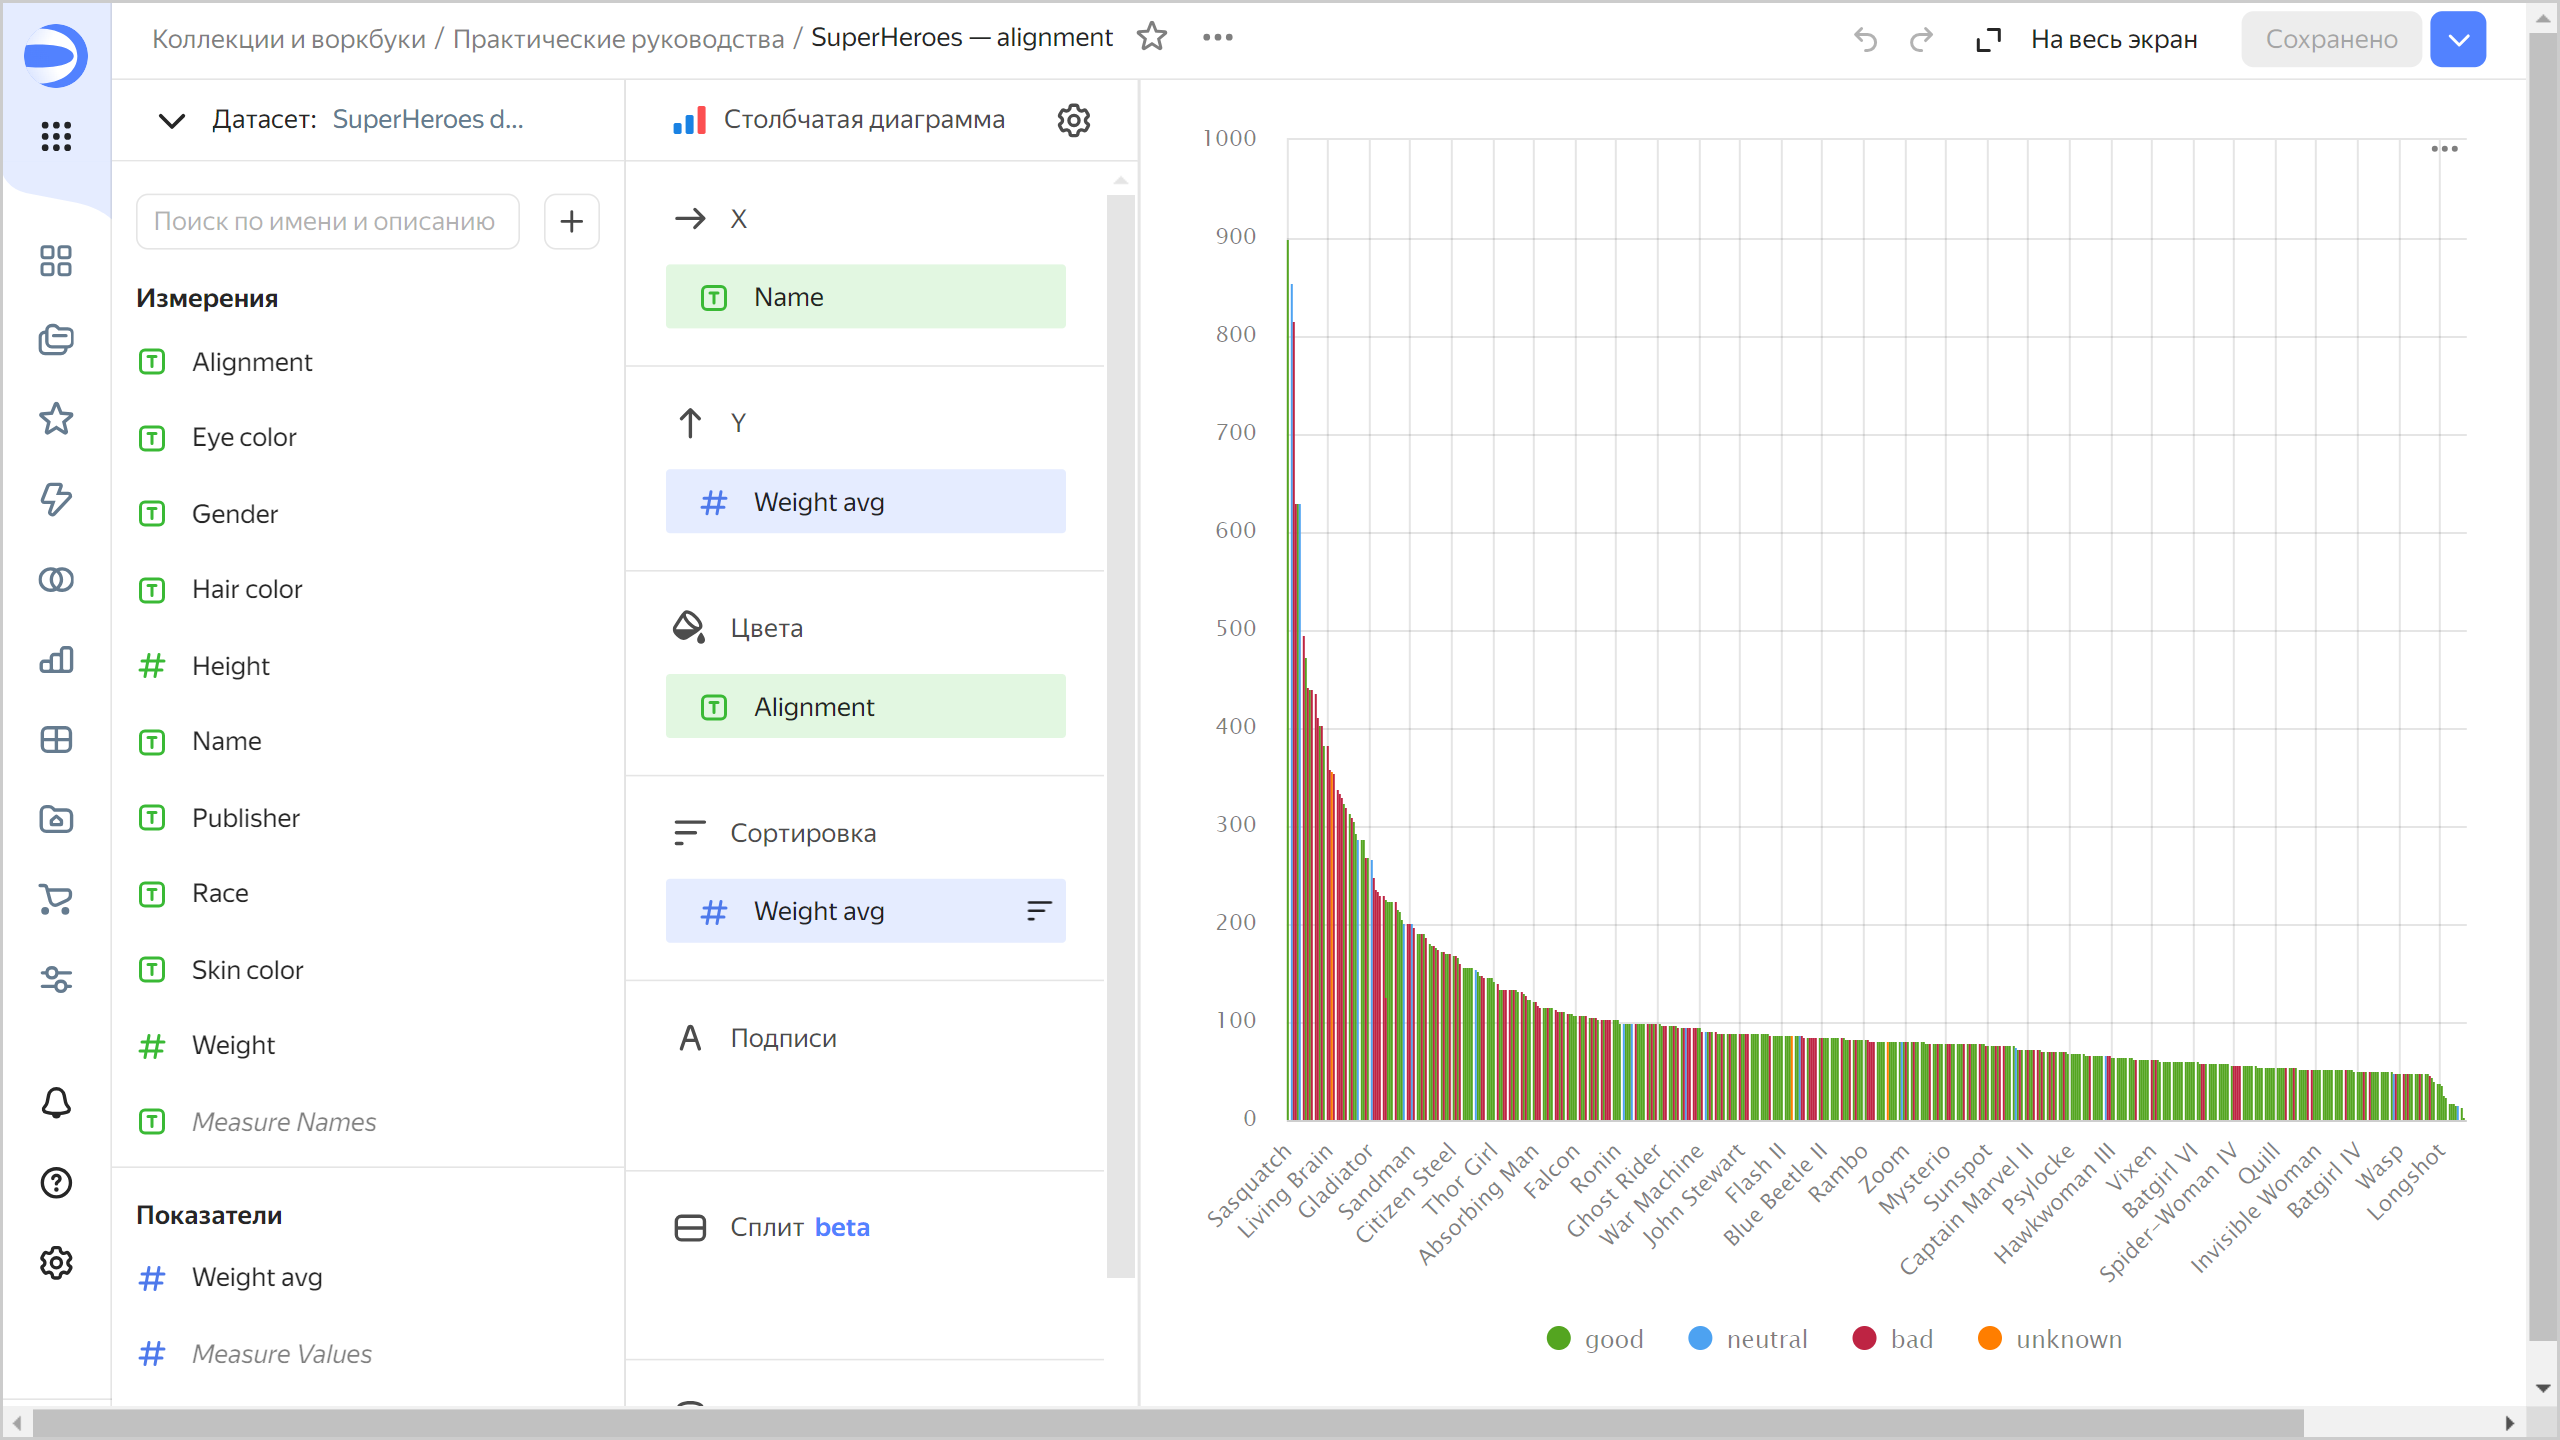 Коллекции и воркбуки / Практические руководства / SuperHeroes — alignment
На весь экран
Сохранено
Датасет: SuperHeroes d...
Поиск по имени и описанию
Измерения
Alignment
Eye color
Gender
Hair color
Height
Name
Publisher
Race
Skin color
Weight
Measure Names
Показатели
Weight avg
Measure Values
Столбчатая диаграмма
X
Name
Y
Weight avg
Цвета
Alignment
Сортировка
Weight avg
Подписи
Сплит beta
1000
900
800
700
600
500
400
300
200
100
0
Sasquatch
Living Brain
Gladiator
Sandman
Citizen Steel
Thor Girl
Absorbing Man
Falcon
Ronin
Ghost Rider
War Machine
John Stewart
Flash II
Blue Beetle II
Rambo
Zoom
Mysterio
Sunspot
Captain Marvel II
Psylocke
Hawkwoman III
Vixen
Batgirl VI
Spider-Woman IV
Quill
Invisible Woman
Batgirl IV
Wasp
Longshot
good
neutral
bad
unknown